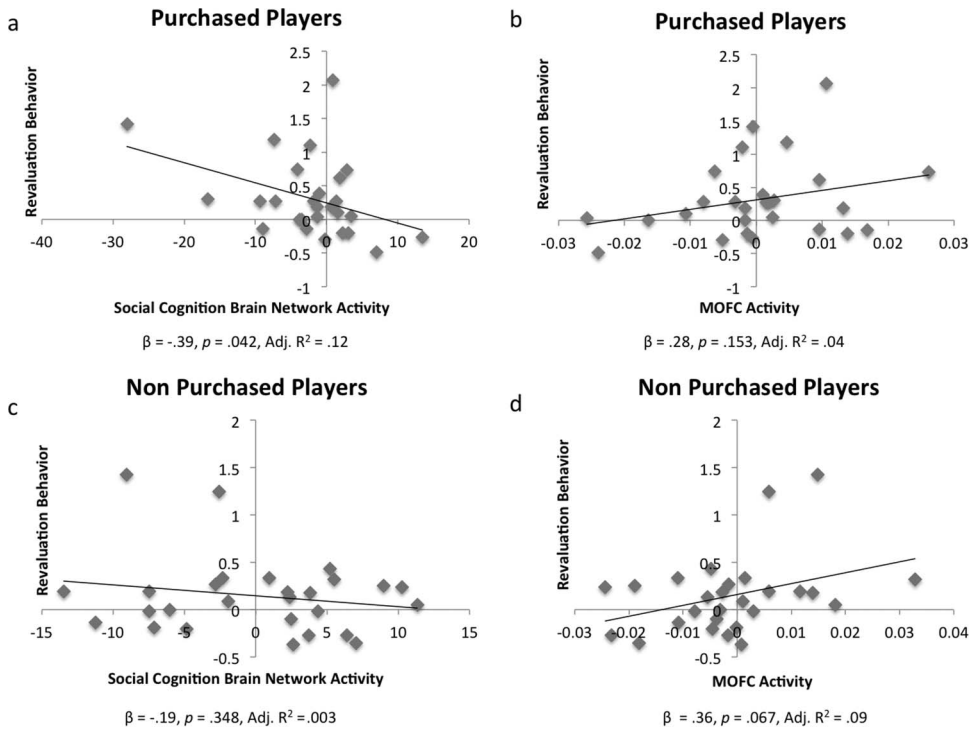 a
Purchased Players
Revaluation Behavior
2.5
2
1.5
1
0.5
0
-0.5
-1
-40 -30 -20 -10 0 10 20
Social Cognition Brain Network Activity
β = -.39, p = .042, Adj. R² = .12
b
Purchased Players
Revaluation Behavior
2.5
2
1.5
1
0.5
0
-0.5
-1
-0.03 -0.02 -0.01 0 0.01 0.02 0.03
MOFC Activity
β = .28, p = .153, Adj. R² = .04
c
Non Purchased Players
Revaluation Behavior
2
1.5
1
0.5
0
-0.5
-15 -10 -5 0 5 10 15
Social Cognition Brain Network Activity
β = -.19, p = .348, Adj. R² =.003
d
Non Purchased Players
Revaluation Behavior
2
1.5
1
0.5
0
-0.5
-0.03 -0.02 -0.01 0 0.01 0.02 0.03 0.04
MOFC Activity
β = .36, p = .067, Adj. R² = .09